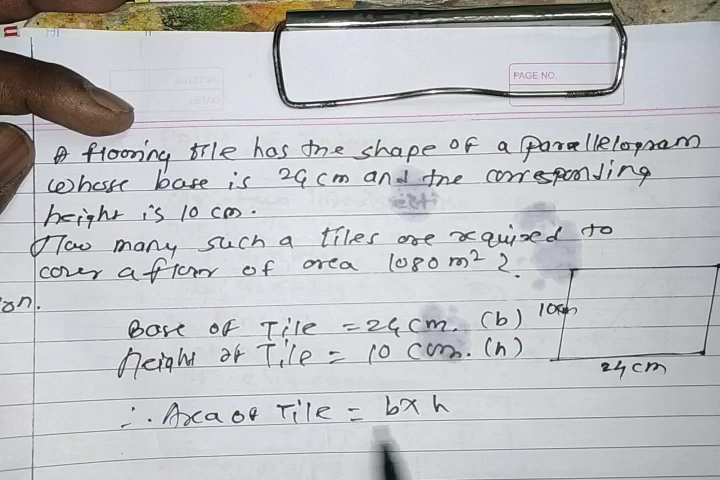 PAGE NO.
A flooring tile has the shape of a parallelogram
whose base is 24 cm and the corresponding
height is 10 cm.
How many such a tiles are required to
cover a floor of area 1080 m² ?
on.
Base of Tile = 24 cm. (b)
10cm
Height of Tile = 10 cm. (h)
24 cm
∴ Area of Tile = b x h